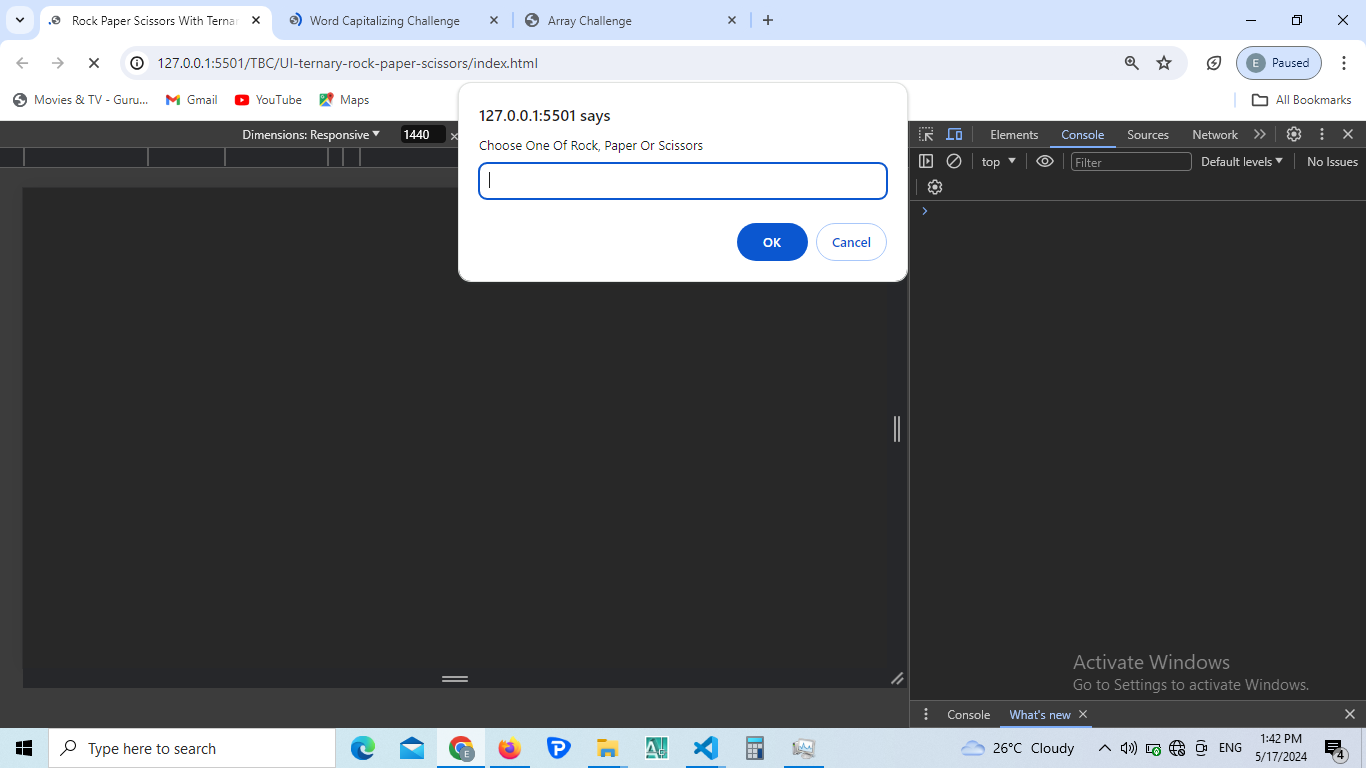 Rock Paper Scissors With Ternar
Word Capitalizing Challenge
Array Challenge
127.0.0.1:5501/TBC/UI-ternary-rock-paper-scissors/index.html
E Paused
Movies & TV - Guru...
Gmail
YouTube
Maps
All Bookmarks
127.0.0.1:5501 says
Choose One Of Rock, Paper Or Scissors
OK
Cancel
Dimensions: Responsive
1440
Elements
Console
Sources
Network
top
Filter
Default levels
No Issues
Activate Windows
Go to Settings to activate Windows.
Console
What's new
Type here to search
E
26°C Cloudy
ENG
1:42 PM
5/17/2024
4